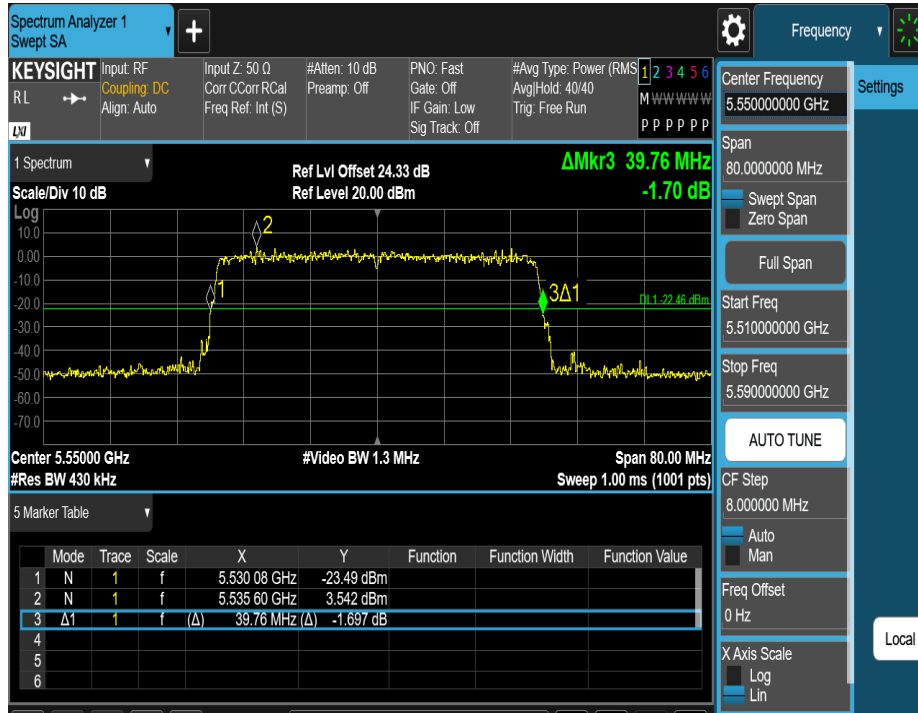 Spectrum Analyzer 1
Swept SA
+
Frequency
KEYSIGHT
RL
LXI
Input: RF
Coupling: DC
Align: Auto
Input Z: 50 Ω
Corr CCorr RCal
Freq Ref: Int (S)
#Atten: 10 dB
Preamp: Off
PNO: Fast
Gate: Off
IF Gain: Low
Sig Track: Off
#Avg Type: Power (RMS
Avg|Hold: 40/40
Trig: Free Run
1 2 3 4 5 6
M W W W W W
P P P P P P
1 Spectrum
Scale/Div 10 dB
Ref Lvl Offset 24.33 dB
Ref Level 20.00 dBm
ΔMkr3 39.76 MHz
-1.70 dB
Log
10.0
0.00
-10.0
-20.0
-30.0
-40.0
-50.0
-60.0
-70.0
2
1
3Δ1
DL1 -22.46 dBm
Center 5.55000 GHz
#Res BW 430 kHz
#Video BW 1.3 MHz
Span 80.00 MHz
Sweep 1.00 ms (1001 pts)
5 Marker Table
Mode Trace Scale X Y Function Function Width Function Value
1 N 1 f 5.530 08 GHz -23.49 dBm
2 N 1 f 5.535 60 GHz 3.542 dBm
3 Δ1 1 f (Δ) 39.76 MHz (Δ) -1.697 dB
4
5
6
Center Frequency
5.550000000 GHz
Settings
Span
80.0000000 MHz
Swept Span
Zero Span
Full Span
Start Freq
5.510000000 GHz
Stop Freq
5.590000000 GHz
AUTO TUNE
CF Step
8.000000 MHz
Auto
Man
Freq Offset
0 Hz
Local
X Axis Scale
Log
Lin